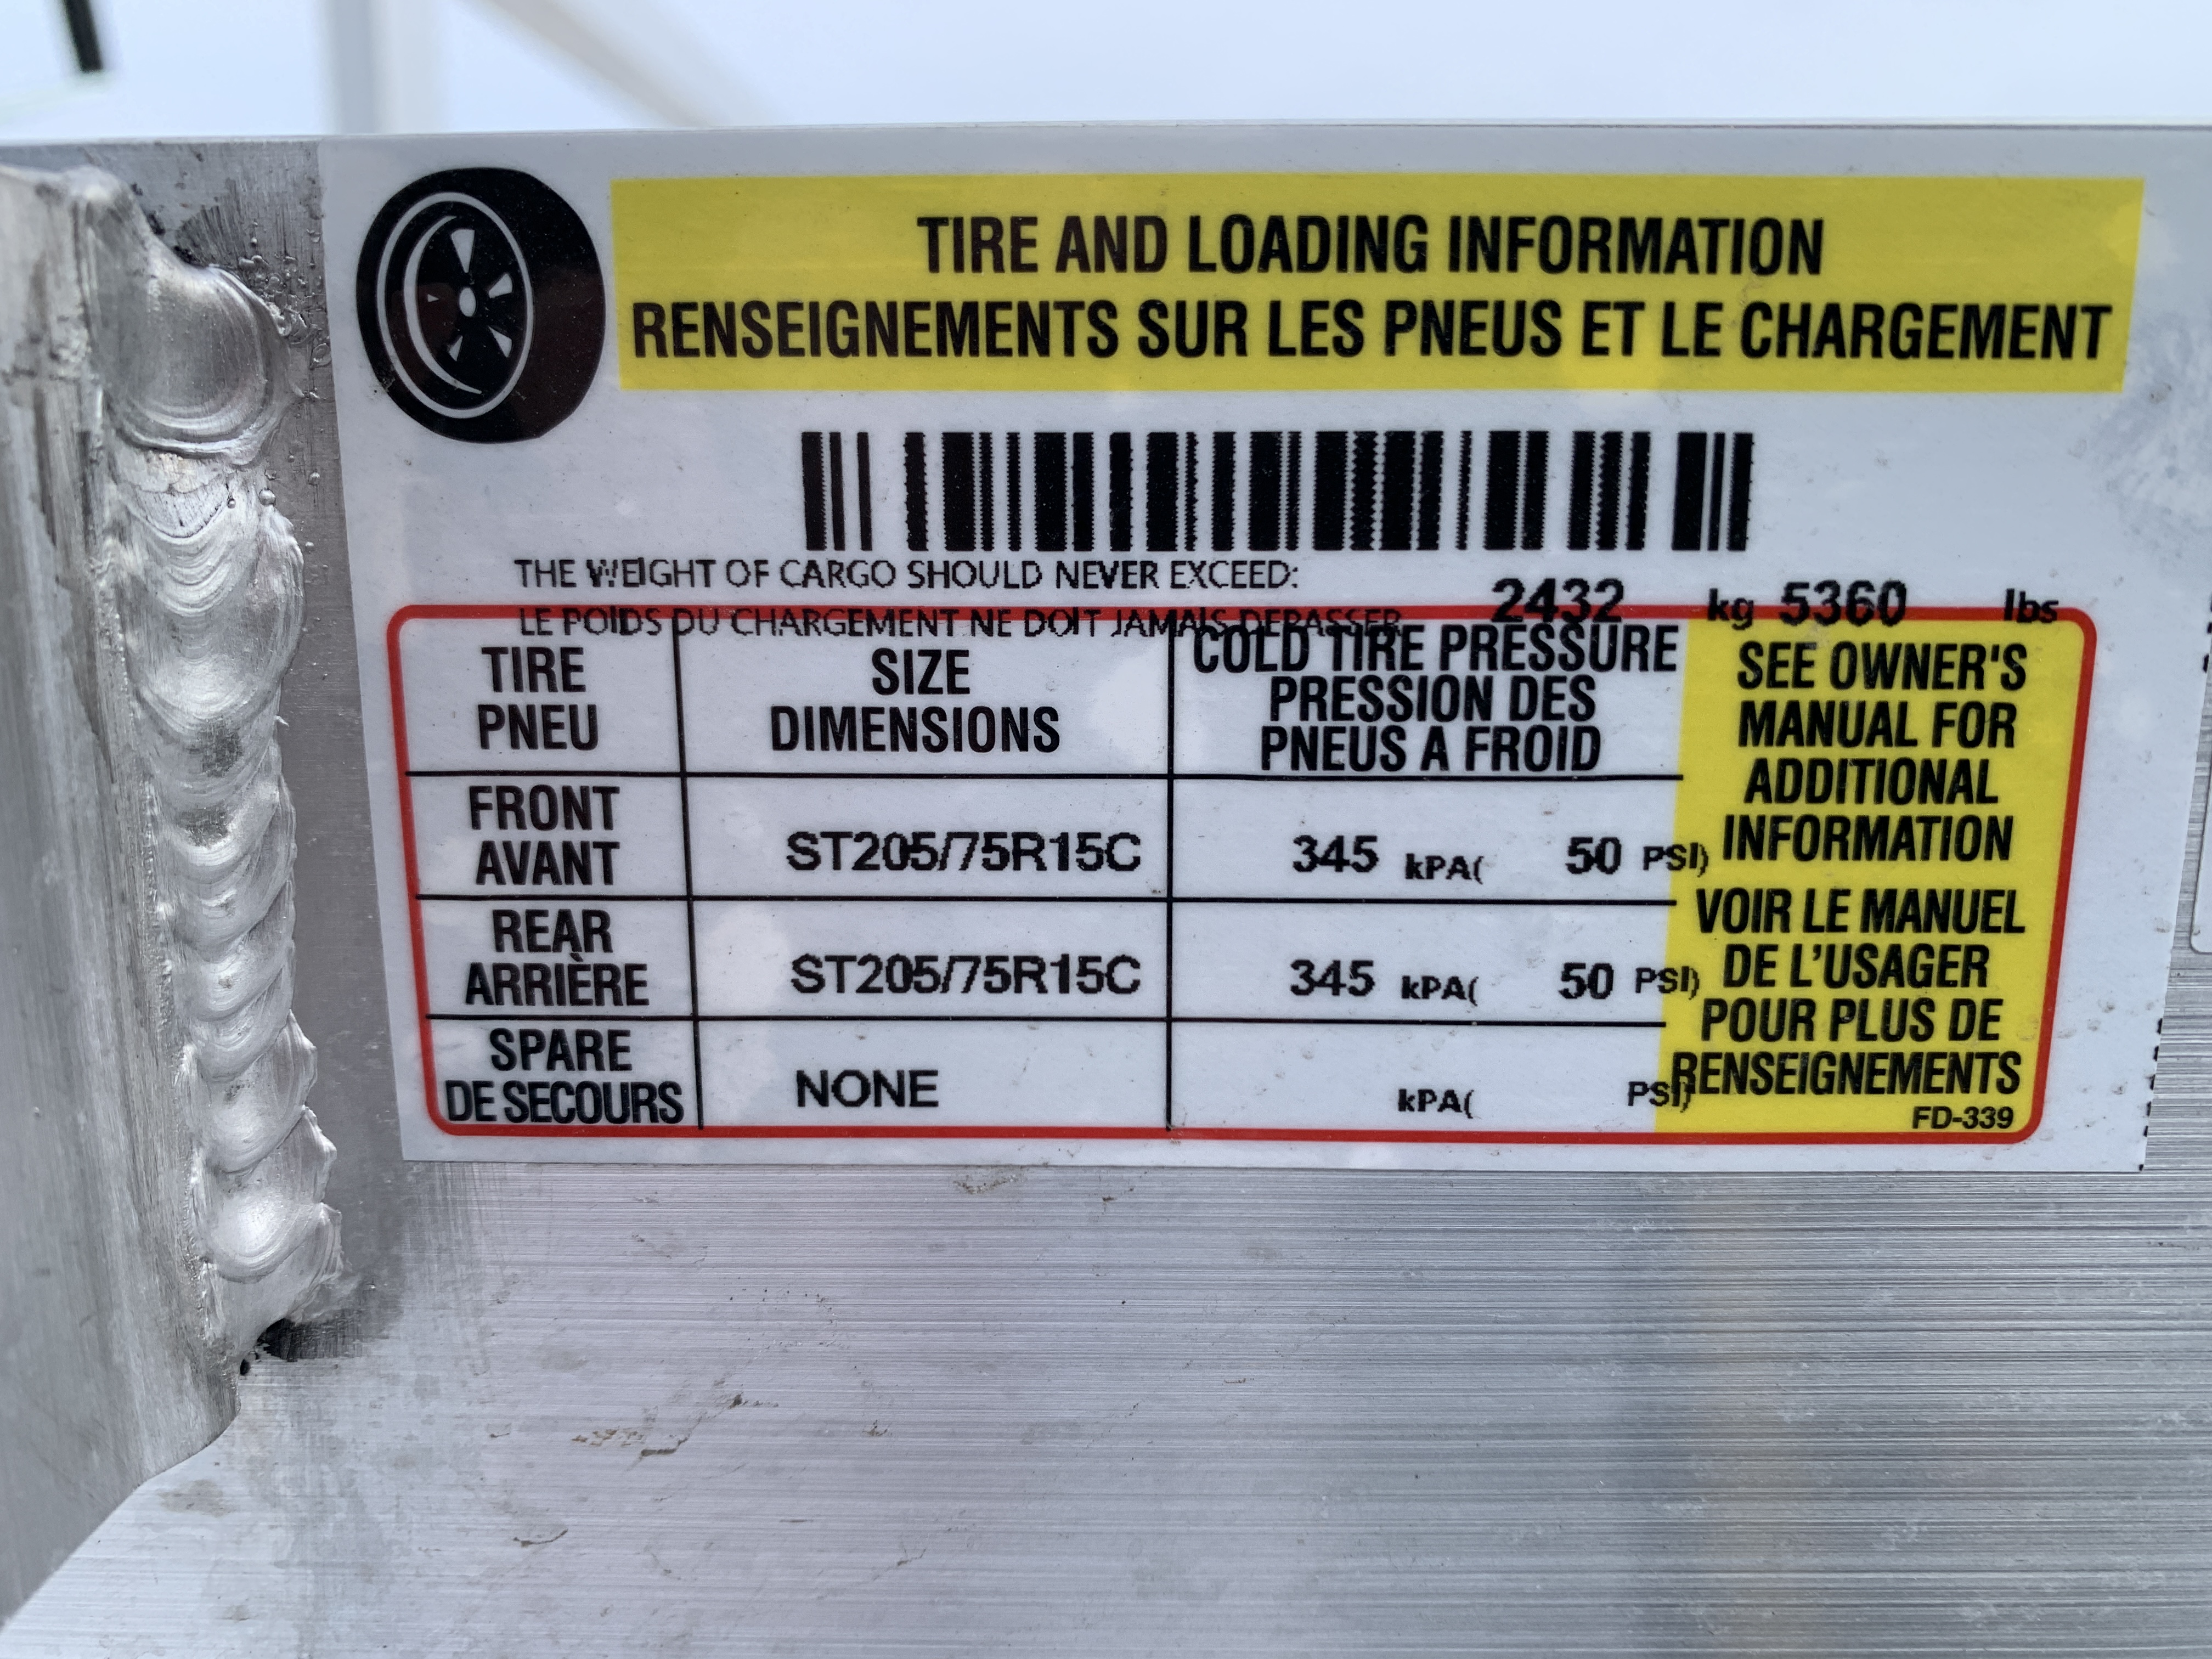 TIRE AND LOADING INFORMATION
RENSEIGNEMENTS SUR LES PNEUS ET LE CHARGEMENT
THE WEIGHT OF CARGO SHOULD NEVER EXCEED:
LE POIDS DU CHARGEMENT NE DOIT JAMAIS DEPASSER 2432 kg 5360 lbs
TIRE
PNEU
SIZE
DIMENSIONS
COLD TIRE PRESSURE
PRESSION DES
PNEUS A FROID
FRONT
AVANT
ST205/75R15C
345 kPA( 50 PSI)
REAR
ARRIÈRE
ST205/75R15C
345 kPA( 50 PSI)
SPARE
DE SECOURS
NONE
kPA( PSI)
SEE OWNER'S
MANUAL FOR
ADDITIONAL
INFORMATION
VOIR LE MANUEL
DE L'USAGER
POUR PLUS DE
RENSEIGNEMENTS
FD-339